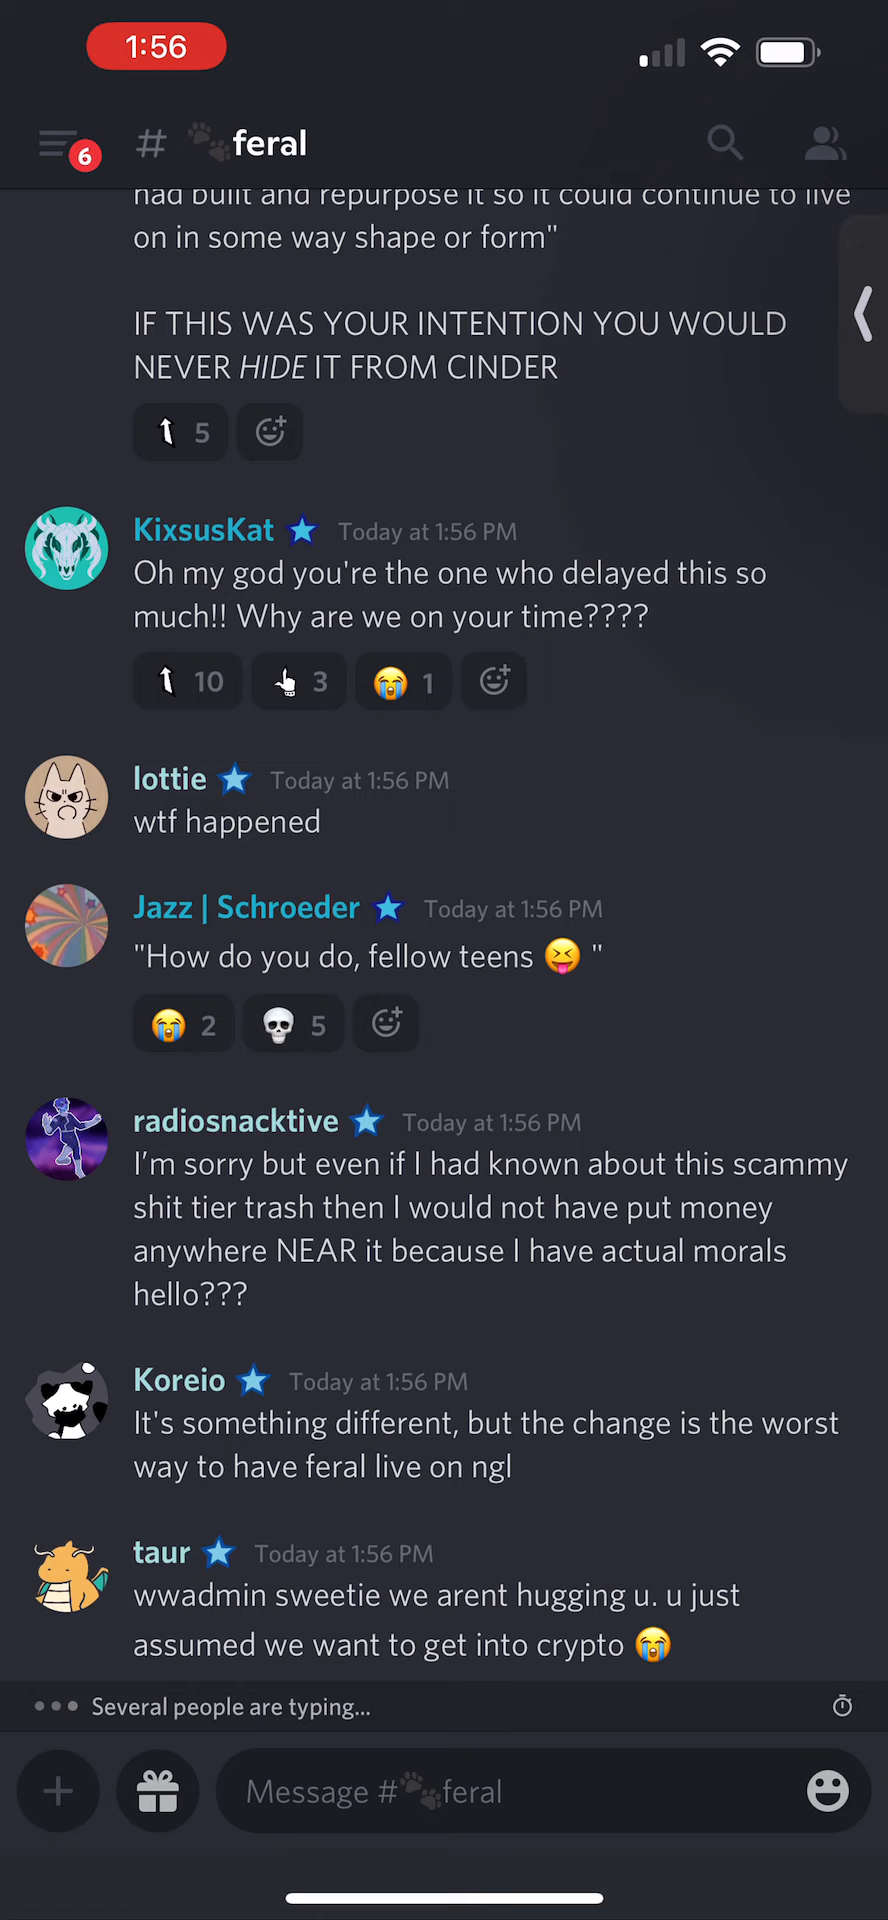 1:56
6
# feral
had built and repurpose it so it could continue to live
on in some way shape or form"
IF THIS WAS YOUR INTENTION YOU WOULD
NEVER HIDE IT FROM CINDER
5
KixsusKat Today at 1:56 PM
Oh my god you're the one who delayed this so
much!! Why are we on your time????
10 3 1
lottie Today at 1:56 PM
wtf happened
Jazz | Schroeder Today at 1:56 PM
"How do you do, fellow teens 😝 "
2 5
radiosnacktive Today at 1:56 PM
I'm sorry but even if I had known about this scammy
shit tier trash then I would not have put money
anywhere NEAR it because I have actual morals
hello???
Koreio Today at 1:56 PM
It's something different, but the change is the worst
way to have feral live on ngl
taur Today at 1:56 PM
wwadmin sweetie we arent hugging u. u just
assumed we want to get into crypto 😭
Several people are typing...
Message #🐾feral